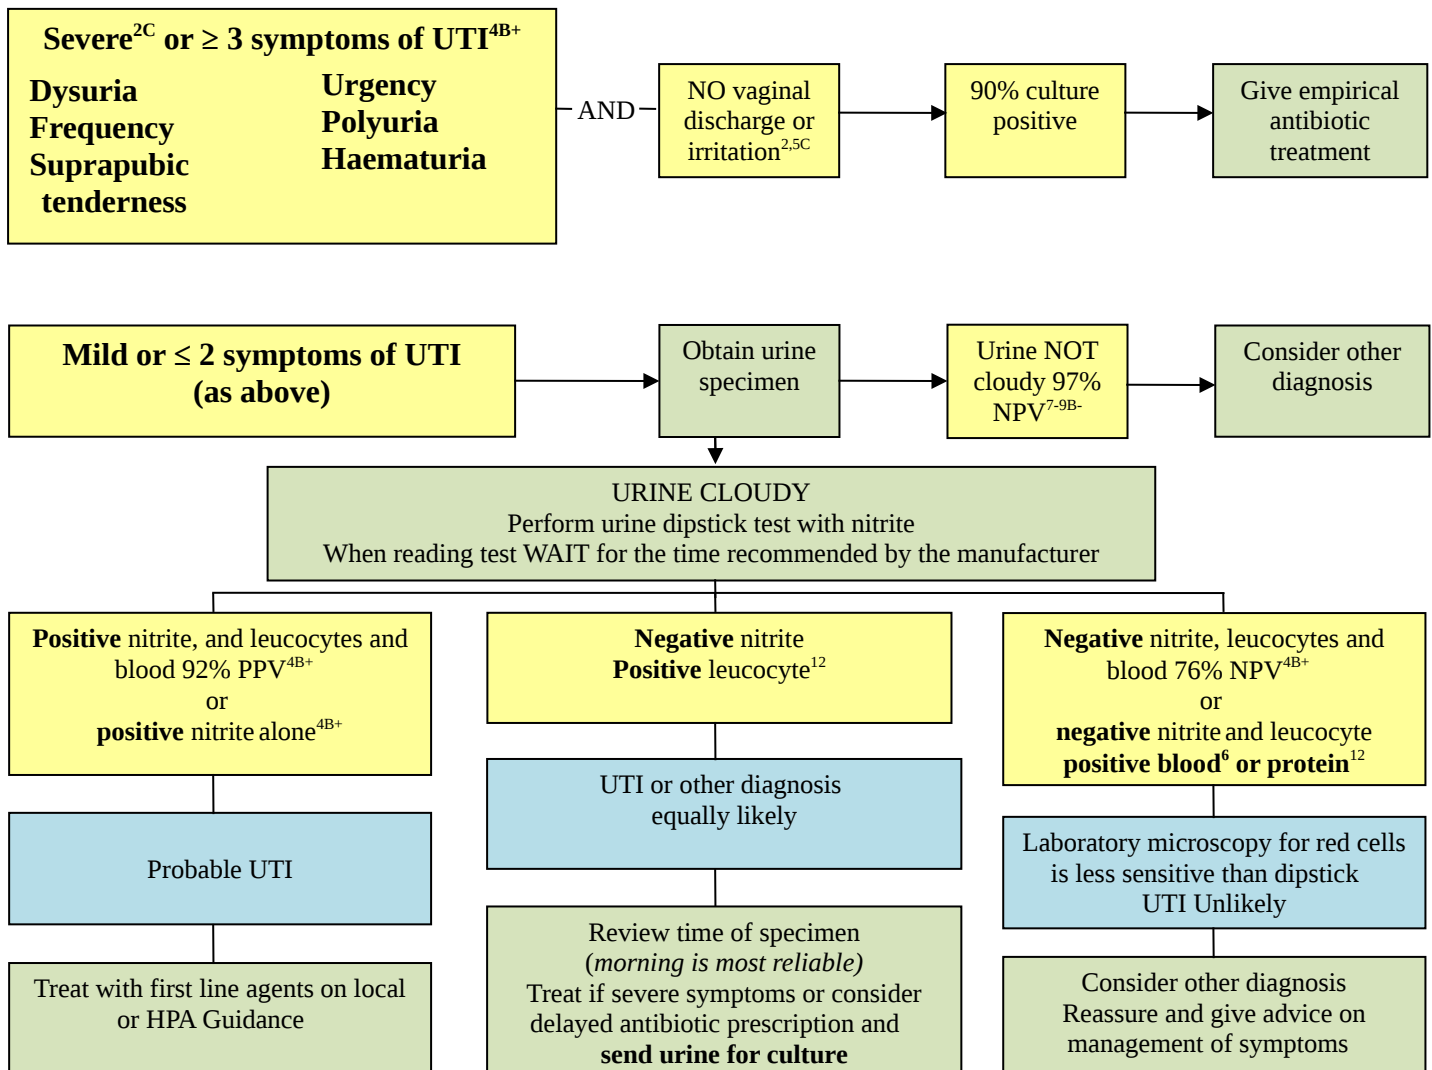 Severe2C or ≥ 3 symptoms of UTI4B+
Dysuria
Frequency
Suprapubic
tenderness
Urgency
Polyuria
Haematuria
AND
NO vaginal
discharge or
irritation2,5C
90% culture
positive
Give empirical
antibiotic
treatment
Mild or ≤ 2 symptoms of UTI
(as above)
Obtain urine
specimen
Urine NOT
cloudy 97%
NPV7-9B-
Consider other
diagnosis
URINE CLOUDY
Perform urine dipstick test with nitrite
When reading test WAIT for the time recommended by the manufacturer
Positive nitrite, and leucocytes and
blood 92% PPV4B+
or
positive nitrite alone4B+
Probable UTI
Treat with first line agents on local
or HPA Guidance
Negative nitrite
Positive leucocyte12
UTI or other diagnosis
equally likely
Review time of specimen
(morning is most reliable)
Treat if severe symptoms or consider
delayed antibiotic prescription and
send urine for culture
Negative nitrite, leucocytes and
blood 76% NPV4B+
or
negative nitrite and leucocyte
positive blood6 or protein12
Laboratory microscopy for red cells
is less sensitive than dipstick
UTI Unlikely
Consider other diagnosis
Reassure and give advice on
management of symptoms